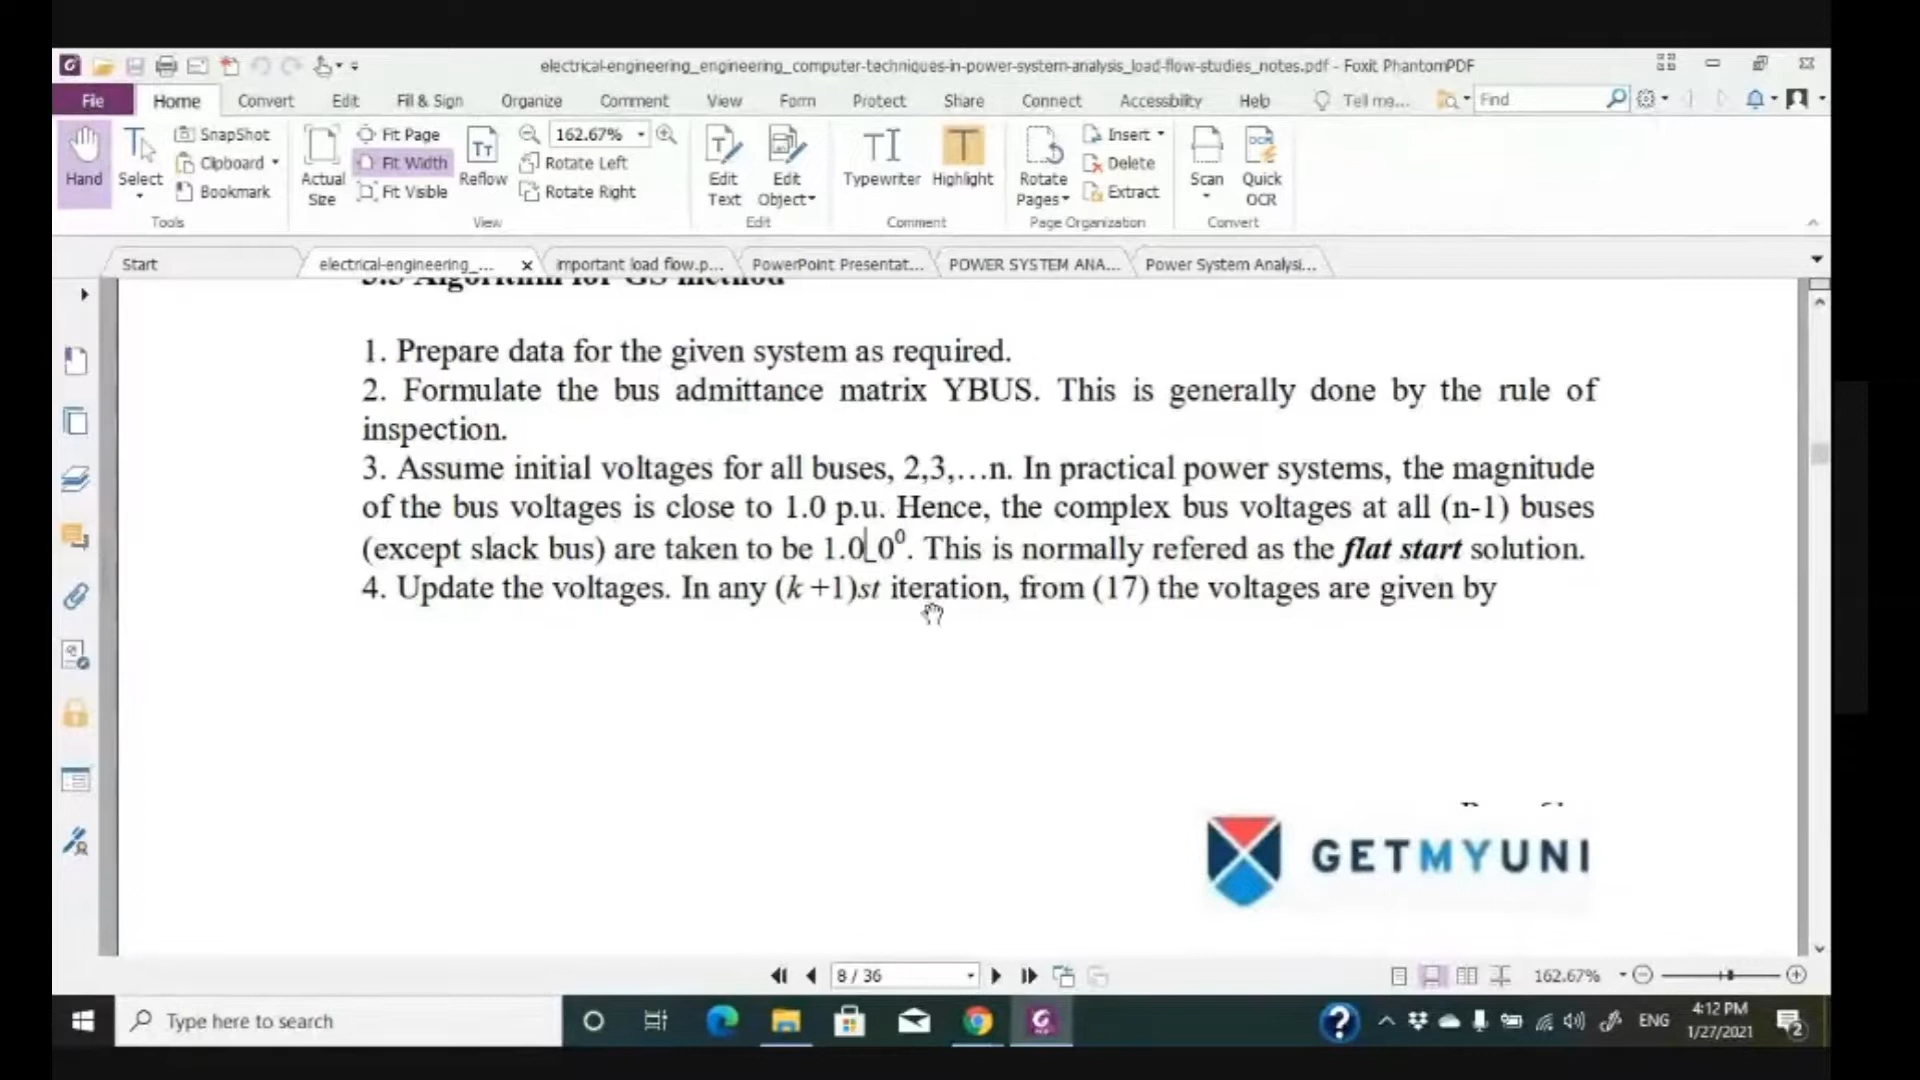 electrical-engineering_engineering_computer-techniques-in-power-system-analysis_load-flow-studies_notes.pdf - Foxit PhantomPDF
File Home Convert Edit Fill & Sign Organize Comment View Form Protect Share Connect Accessibility Help Tell me... Find
SnapShot Fit Page 162.67% Insert
Clipboard Fit Width Rotate Left Delete
Hand Select Bookmark Actual Size Fit Visible Reflow Rotate Right Edit Text Edit Object Typewriter Highlight Rotate Pages Extract Scan Quick OCR
Tools View Edit Comment Page Organization Convert
Start electrical-engineering_... important load flow.p... PowerPoint Presentat... POWER SYSTEM ANA... Power System Analysi...
3.3 Algorithm for GS method
1. Prepare data for the given system as required.
2. Formulate the bus admittance matrix YBUS. This is generally done by the rule of
inspection.
3. Assume initial voltages for all buses, 2,3,…n. In practical power systems, the magnitude
of the bus voltages is close to 1.0 p.u. Hence, the complex bus voltages at all (n-1) buses
(except slack bus) are taken to be 1.0∟0⁰. This is normally refered as the flat start solution.
4. Update the voltages. In any (k +1)st iteration, from (17) the voltages are given by
GETMYUNI
8 / 36 162.67%
Type here to search ENG 4:12 PM
1/27/2021 2